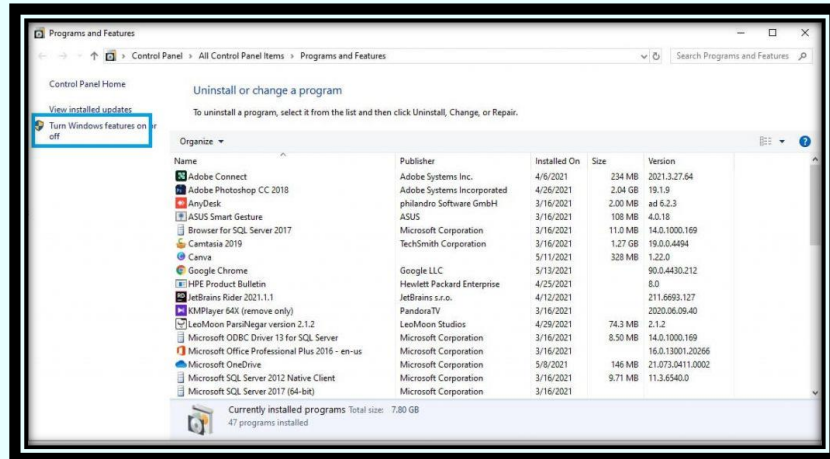 Programs and Features
Control Panel > All Control Panel Items > Programs and Features
Search Programs and Features
Control Panel Home
View installed updates
Turn Windows features on or
off
Uninstall or change a program
To uninstall a program, select it from the list and then click Uninstall, Change, or Repair.
Organize
Name Publisher Installed On Size Version
Adobe Connect Adobe Systems Inc. 4/6/2021 234 MB 2021.3.27.64
Adobe Photoshop CC 2018 Adobe Systems Incorporated 4/26/2021 2.04 GB 19.1.9
AnyDesk philandro Software GmbH 3/16/2021 2.00 MB ad 6.2.3
ASUS Smart Gesture ASUS 3/16/2021 108 MB 4.0.18
Browser for SQL Server 2017 Microsoft Corporation 3/16/2021 11.0 MB 14.0.1000.169
Camtasia 2019 TechSmith Corporation 3/16/2021 1.27 GB 19.0.0.4494
Canva 5/11/2021 328 MB 1.22.0
Google Chrome Google LLC 5/13/2021 90.0.4430.212
HPE Product Bulletin Hewlett Packard Enterprise 4/25/2021 8.0
JetBrains Rider 2021.1.1 JetBrains s.r.o. 4/12/2021 211.6693.127
KMPlayer 64X (remove only) PandoraTV 3/16/2021 2020.06.09.40
LeoMoon ParsiNegar version 2.1.2 LeoMoon Studios 4/29/2021 74.3 MB 2.1.2
Microsoft ODBC Driver 13 for SQL Server Microsoft Corporation 3/16/2021 8.50 MB 14.0.1000.169
Microsoft Office Professional Plus 2016 - en-us Microsoft Corporation 3/16/2021 16.0.13001.20266
Microsoft OneDrive Microsoft Corporation 5/8/2021 146 MB 21.073.0411.0002
Microsoft SQL Server 2012 Native Client Microsoft Corporation 3/16/2021 9.71 MB 11.3.6540.0
Microsoft SQL Server 2017 (64-bit) Microsoft Corporation 3/16/2021
Currently installed programs Total size: 7.80 GB
47 programs installed